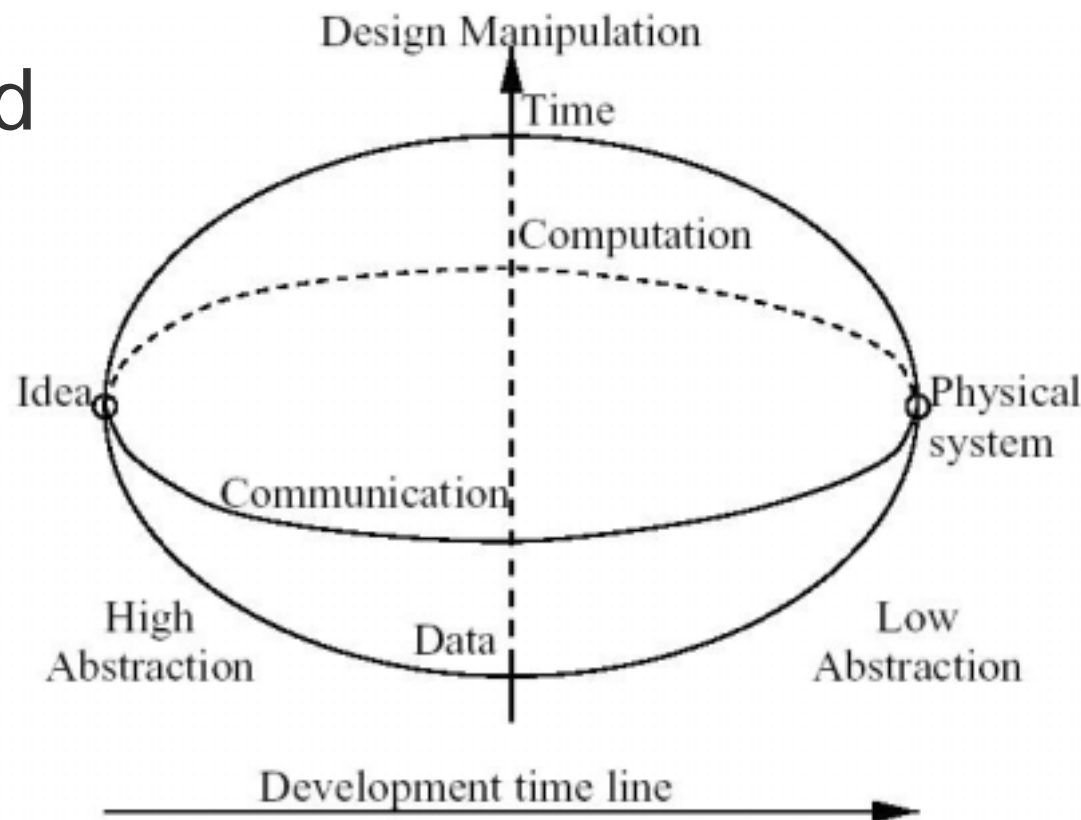 Design Manipulation
d
Time
Computation
Idea
Physical
system
Communication
High
Abstraction
Data
Low
Abstraction
Development time line